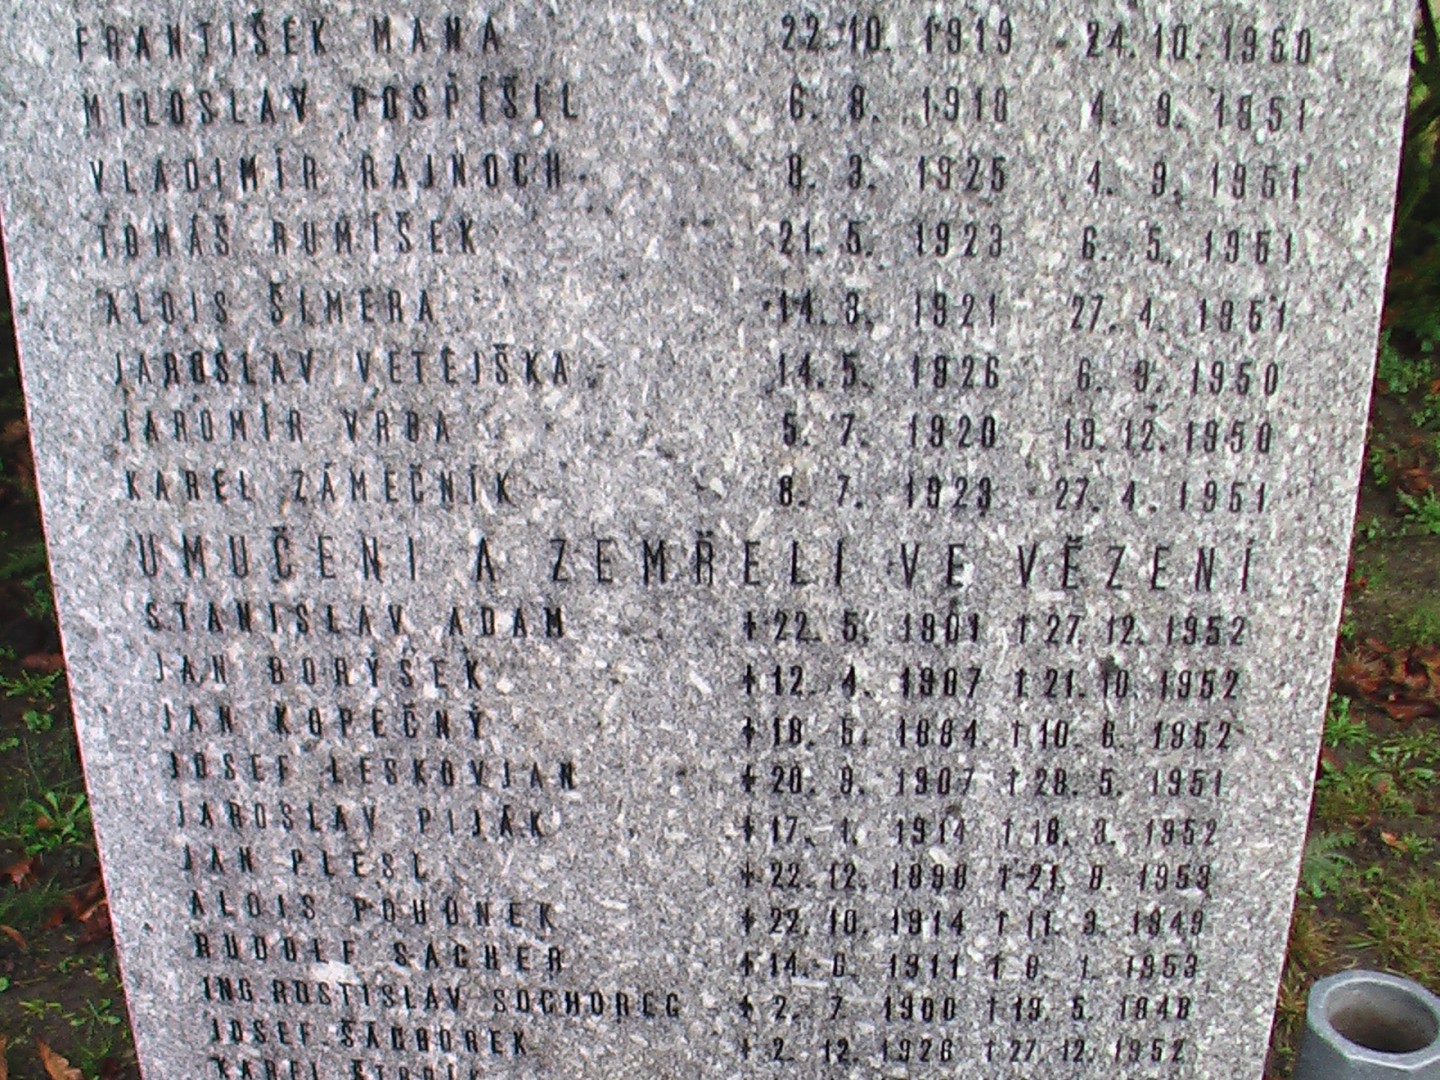 FRANTIŠEK MANA 22. 10. 1919 24. 10. 1950
MILOSLAV POSPÍŠIL 6. 8. 1918 4. 9. 1951
VLADIMÍR RAJNOCH 8. 3. 1925 4. 9. 1951
TOMÁŠ RUMÍŠEK 21. 5. 1923 6. 5. 1951
ALOIS ŠIMERA 14. 3. 1921 27. 4. 1951
JAROSLAV VETEJŠKA 14. 5. 1926 6. 9. 1950
JAROMÍR VRBA 5. 7. 1920 19. 12. 1950
KAREL ZÁMEČNÍK 8. 7. 1929 27. 4. 1951
UMUČENI A ZEMŘELI VE VĚZENÍ
STANISLAV ADAM 22. 5. 1801 † 27. 12. 1952
JAN BORÝSEK 12. 4. 1907 † 21. 10. 1952
JAN KOPEČNÝ 18. 5. 1884 † 10. 6. 1952
JOSEF LESKOVJAN 20. 9. 1907 † 28. 5. 1951
JAROSLAV PIJÁK 17. 1. 1914 † 18. 3. 1952
JAN PLESL 22. 12. 1898 † 21. 8. 1953
ALOIS POHŮNEK 22. 10. 1914 † 11. 3. 1949
RUDOLF SACHER 14. 6. 1911 † 8. 1. 1953
ING. ROSTISLAV SOCHOREC 2. 7. 1900 † 19. 5. 1948
JOSEF 2. 12. 1926 † 27. 12. 1952
KAREL